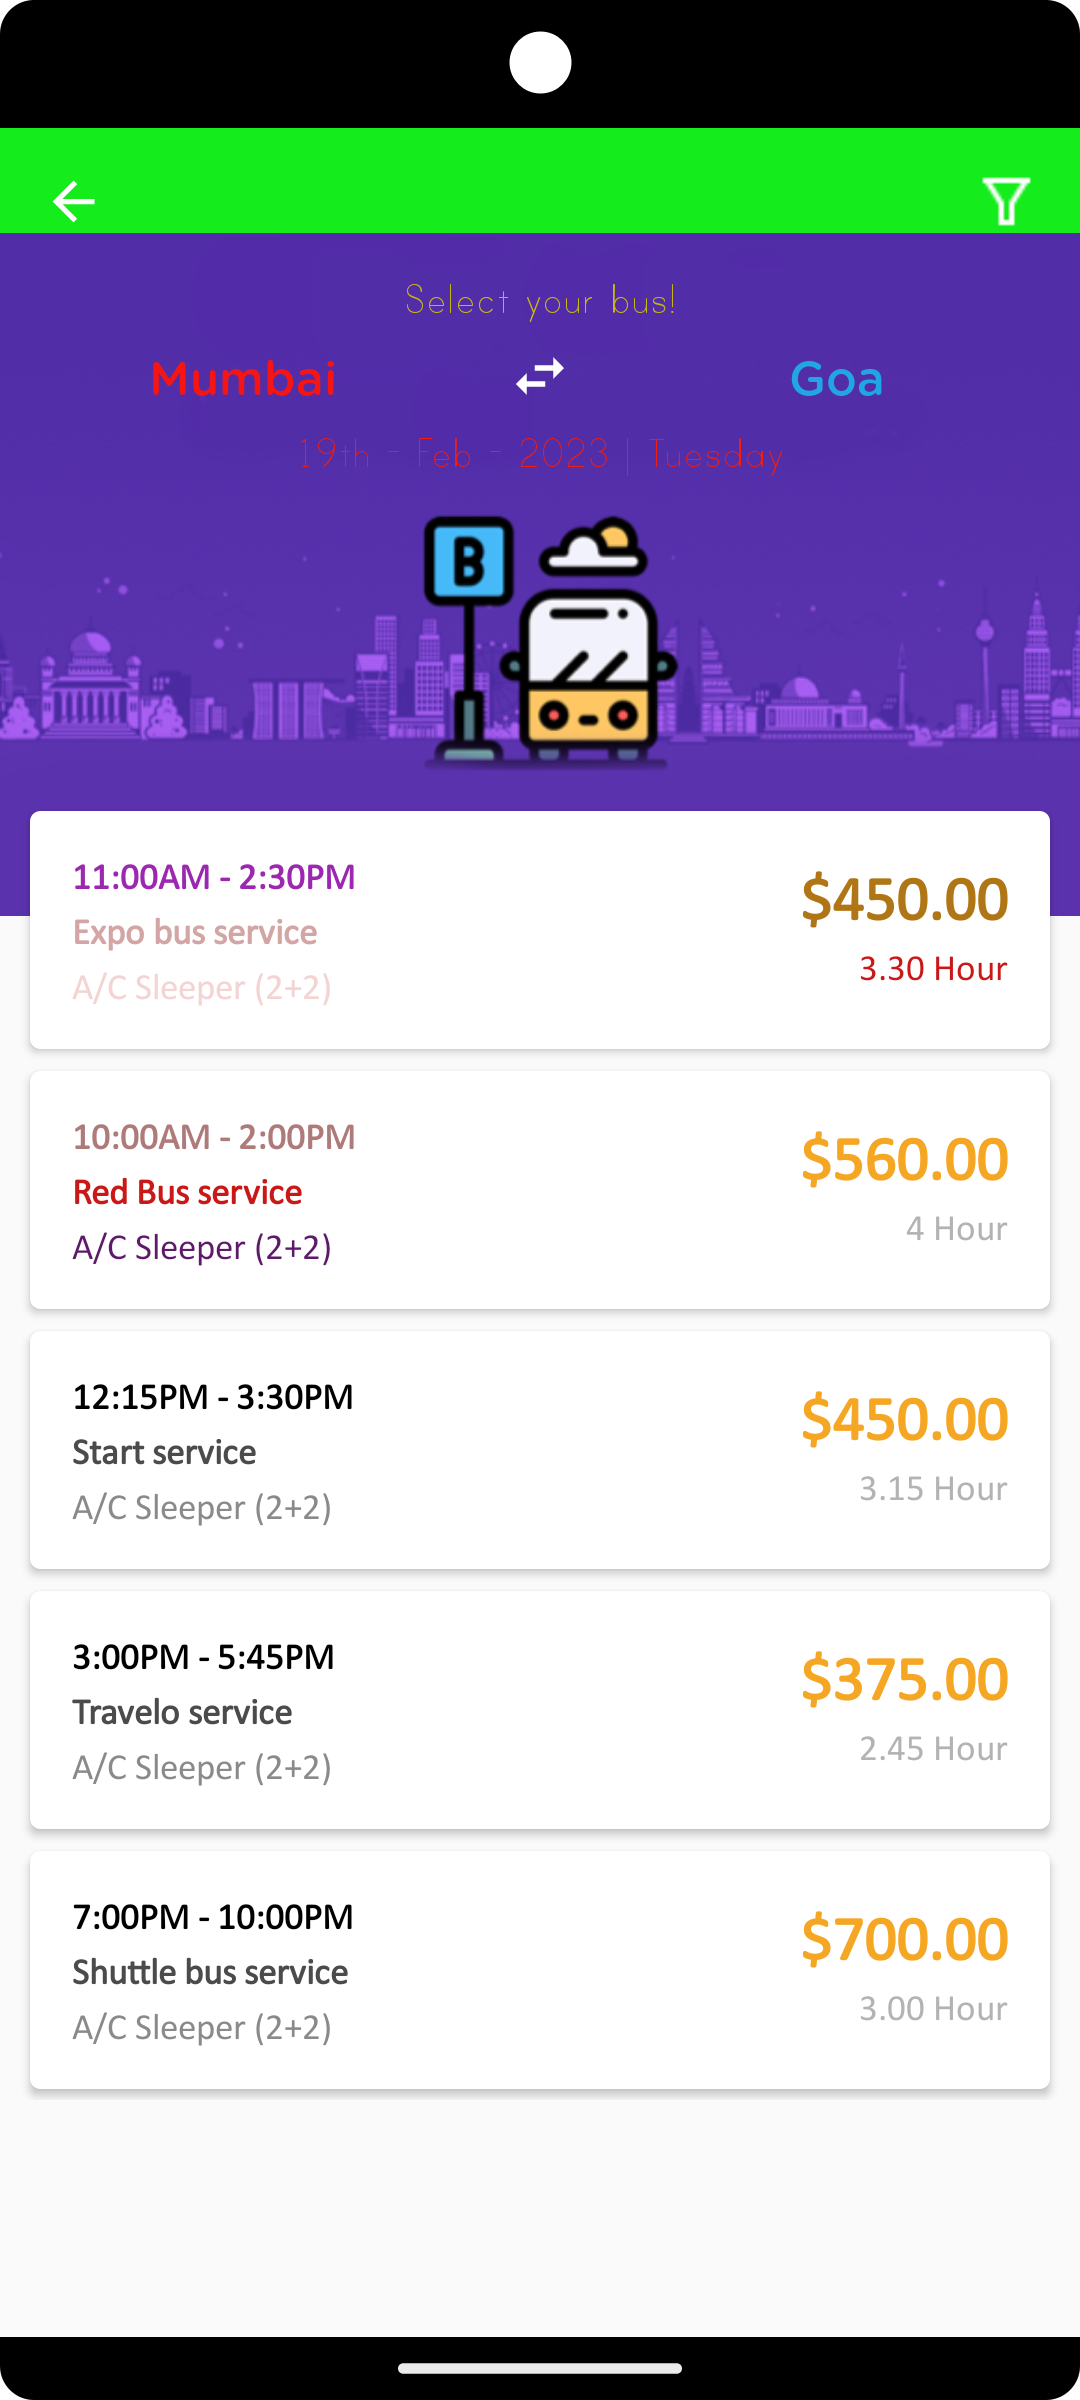 Select your bus!
Mumbai Goa
19th - Feb - 2023 | Tuesday
B
11:00AM - 2:30PM
Expo bus service
A/C Sleeper (2+2)
$450.00
3.30 Hour
10:00AM - 2:00PM
Red Bus service
A/C Sleeper (2+2)
$560.00
4 Hour
12:15PM - 3:30PM
Start service
A/C Sleeper (2+2)
$450.00
3.15 Hour
3:00PM - 5:45PM
Travelo service
A/C Sleeper (2+2)
$375.00
2.45 Hour
7:00PM - 10:00PM
Shuttle bus service
A/C Sleeper (2+2)
$700.00
3.00 Hour